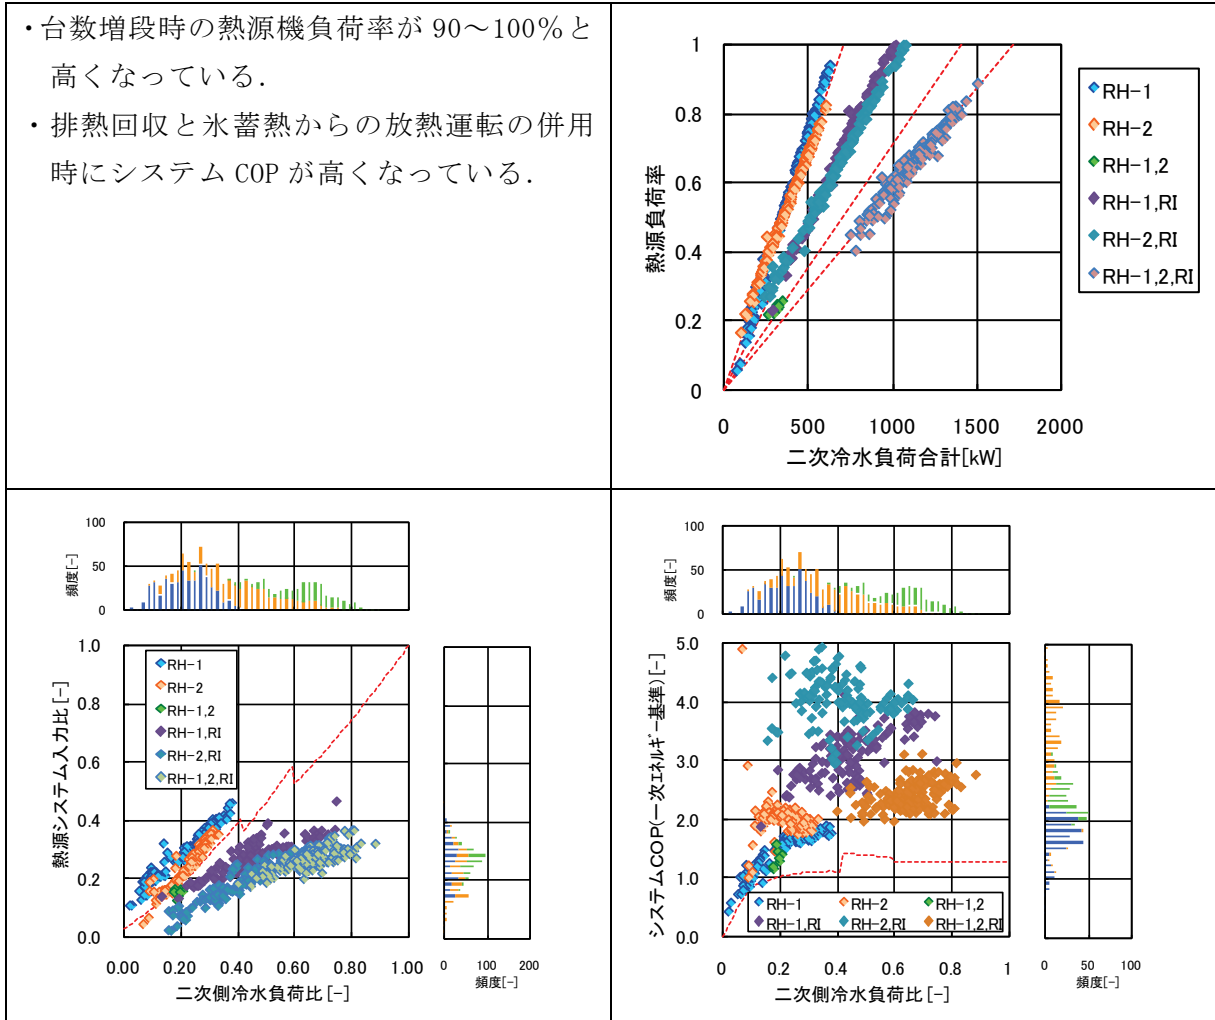 ・台数増段時の熱源機負荷率が 90～100％と
高くなっている．
・排熱回収と氷蓄熱からの放熱運転の併用
時にシステム COP が高くなっている．
1
0.8
0.6
0.4
0.2
0
熱源負荷率
0 500 1000 1500 2000
二次冷水負荷合計[kW]
RH-1
RH-2
RH-1,2
RH-1,RI
RH-2,RI
RH-1,2,RI
100
50
0
頻度[-]
1.0
0.8
0.6
0.4
0.2
0.0
熱源システム入力比[-]
RH-1
RH-2
RH-1,2
RH-1,RI
RH-2,RI
RH-1,2,RI
0.00 0.20 0.40 0.60 0.80 1.00
二次側冷水負荷比[-]
0 100 200
頻度[-]
100
50
0
頻度[-]
5.0
4.0
3.0
2.0
1.0
0.0
システムCOP(一次エネルギー基準)[-]
RH-1 RH-2 RH-1,2
RH-1,RI RH-2,RI RH-1,2,RI
0 0.2 0.4 0.6 0.8 1
二次側冷水負荷比[-]
0 50 100
頻度[-]